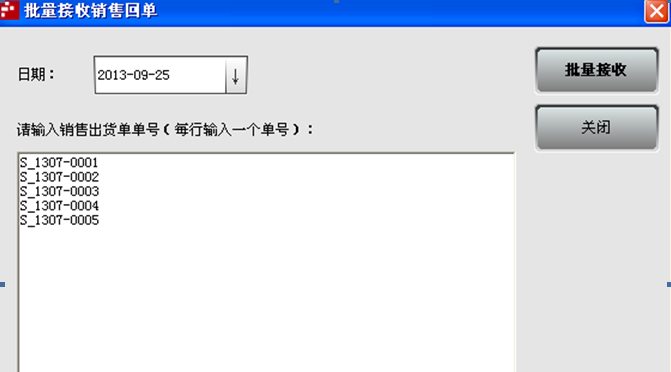 批量接收销售回单
日期：
2013-09-25
↓
批量接收
关闭
请输入销售出货单单号(每行输入一个单号)：
S_1307-0001
S_1307-0002
S_1307-0003
S_1307-0004
S_1307-0005